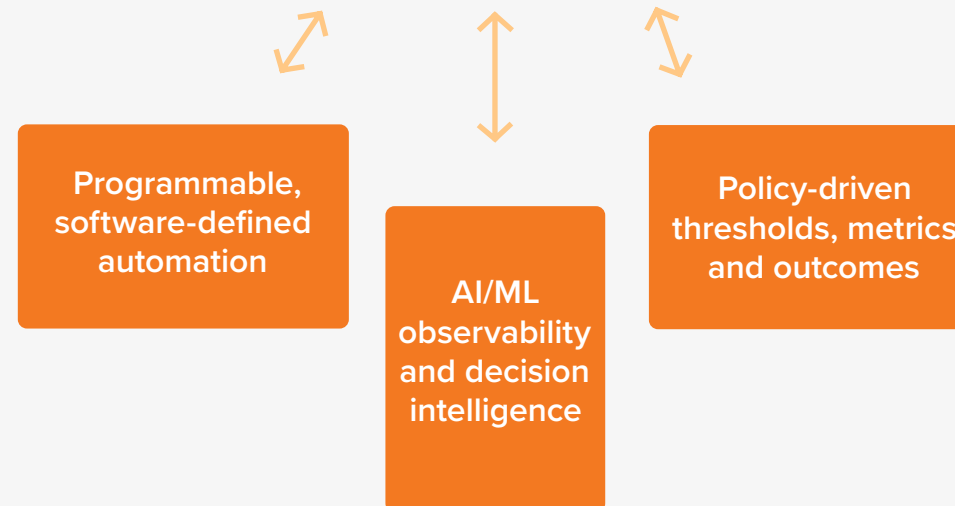 Programmable,
software-defined
automation
AI/ML
observability
and decision
intelligence
Policy-driven
thresholds, metrics
and outcomes